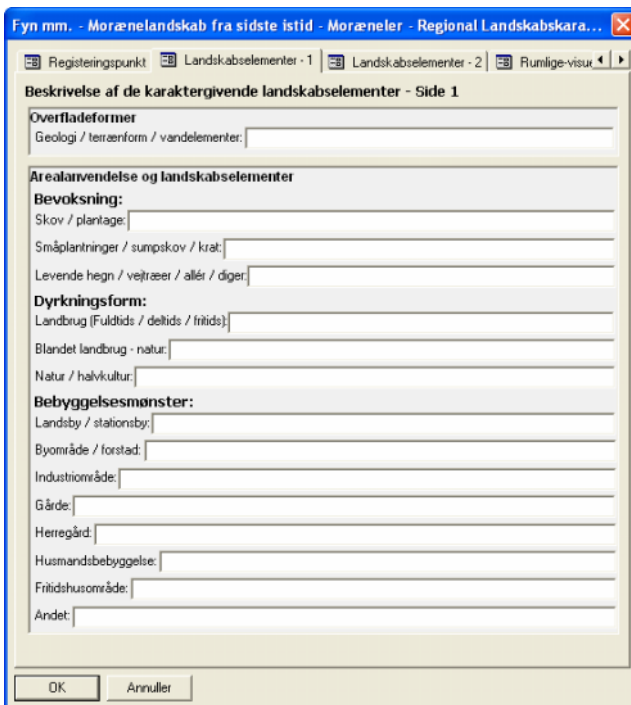 Fyn mm. - Morænelandskab fra sidste istid - Moræneler - Regional Landskabskara...
Registeringspunkt Landskabselementer - 1 Landskabselementer - 2 Rumlige-visue
Beskrivelse af de karaktergivende landskabselementer - Side 1
Overfladeformer
Geologi / terrænform / vandelementer:
Arealanvendelse og landskabselementer
Bevoksning:
Skov / plantage:
Småplantninger / sumpskov / krat:
Levende hegn / vejtræer / allér / diger:
Dyrkningsform:
Landbrug (Fuldtids / deltids / fritids):
Blandet landbrug - natur:
Natur / halvkultur:
Bebyggelsesmønster:
Landsby / stationsby:
Byområde / forstad:
Industriområde:
Gårde:
Herregård:
Husmandsbebyggelse:
Fritidshusområde:
Andet:
OK Annuller